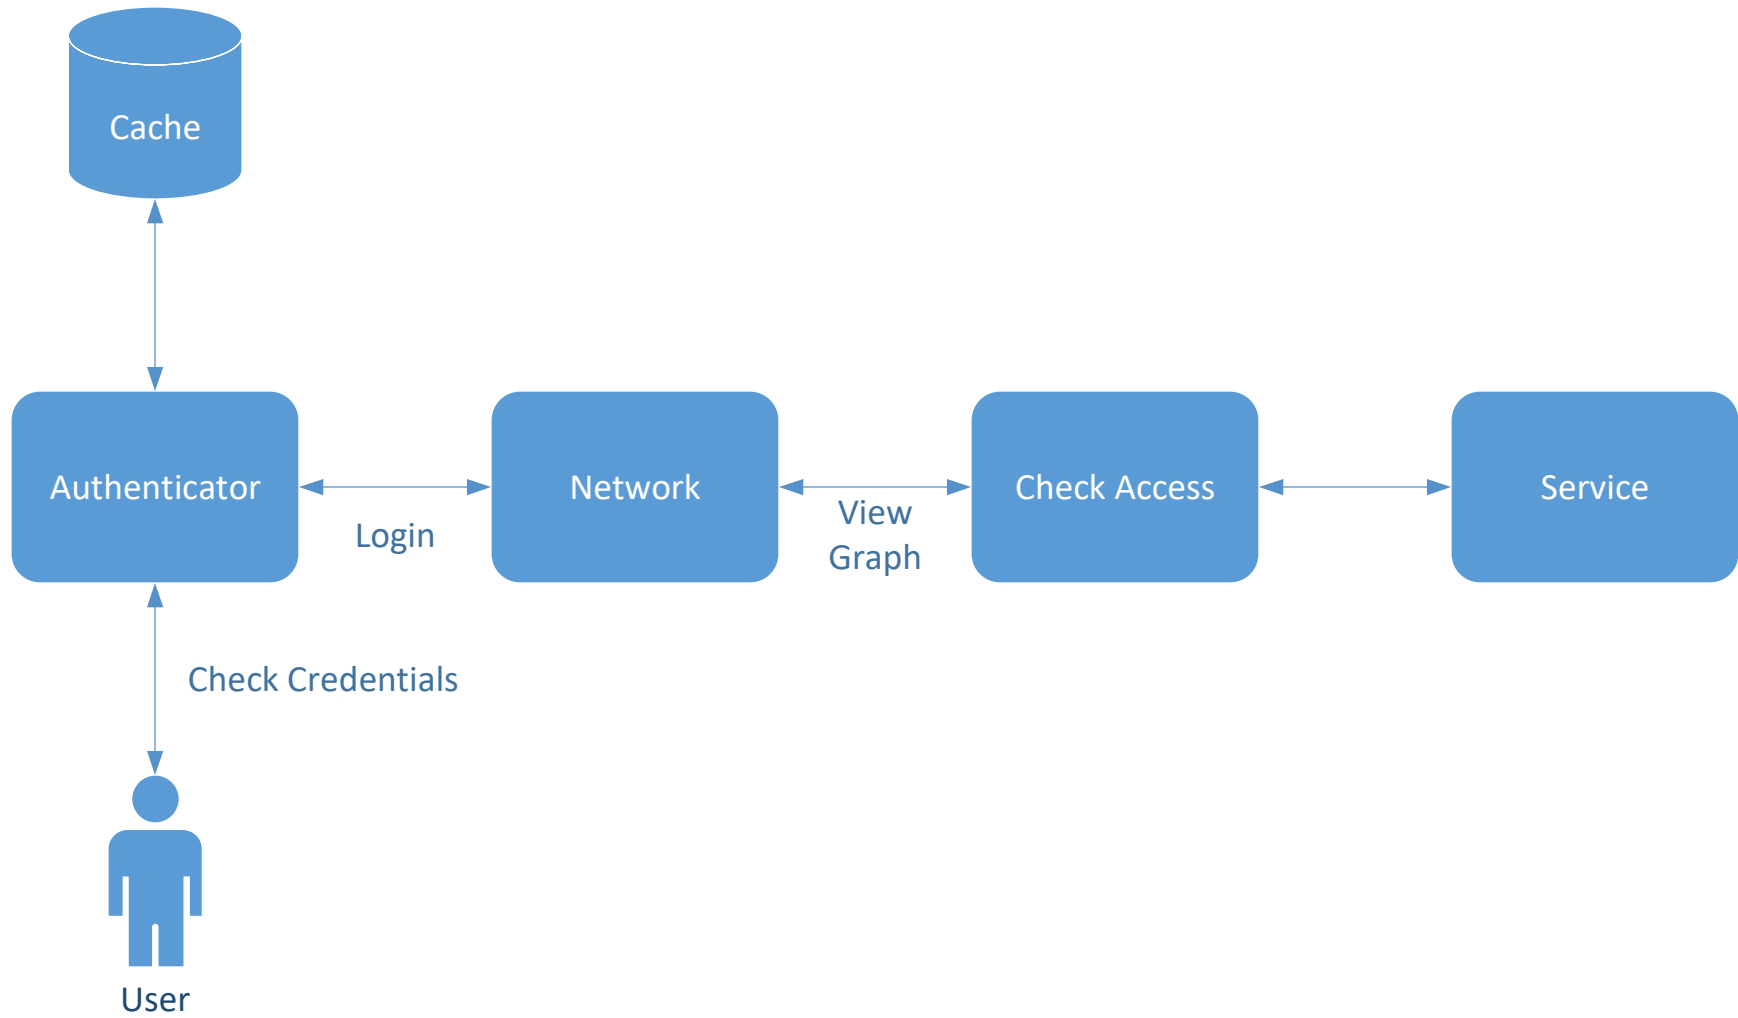 Cache
Authenticator
Network
Check Access
Service
Login
View
Graph
Check Credentials
User